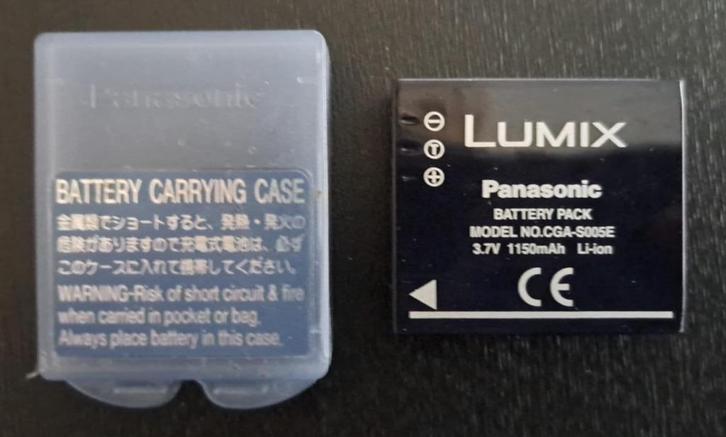 Panasonic
BATTERY CARRYING CASE
金属類でショートすると、発熱・発火の
危険がありますので充電式電池は、必ず
このケースに入れて携帯してください。
WARNING-Risk of short circuit & fire
when carried in pocket or bag.
Always place battery in this case.
LUMIX
Panasonic
BATTERY PACK
MODEL NO.CGA-S005E
3.7V 1150mAh Li-ion
CE
⊖
T
⊕